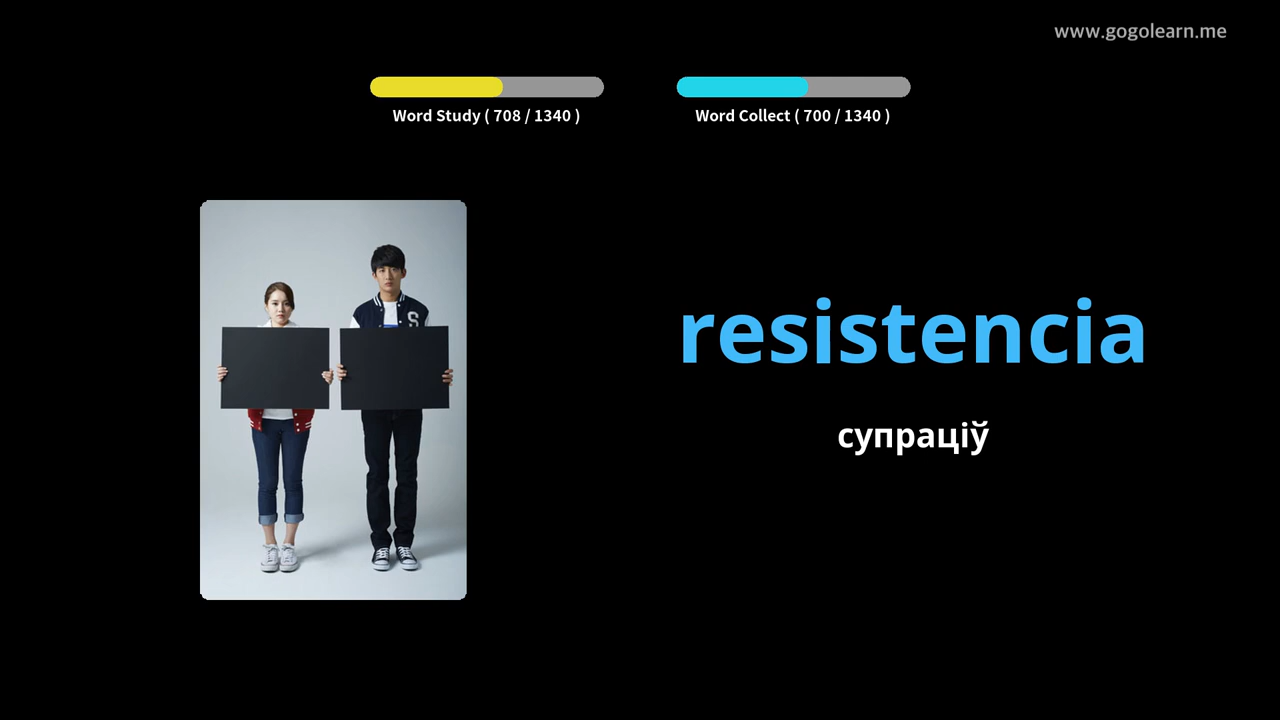 www.gogolearn.me
Word Study ( 708 / 1340 )
Word Collect ( 700 / 1340 )
S
resistencia
супраціў